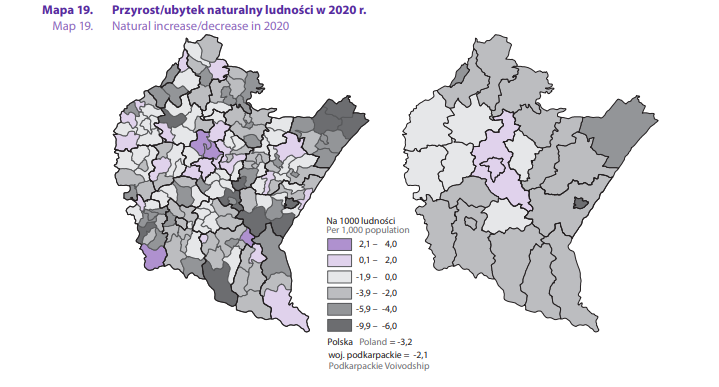 Mapa 19. Przyrost/ubytek naturalny ludności w 2020 r.
Map 19. Natural increase/decrease in 2020
Na 1000 ludności
Per 1,000 population
2,1 – 4,0
0,1 – 2,0
-1,9 – 0,0
-3,9 – -2,0
-5,9 – -4,0
-9,9 – -6,0
Polska Poland = -3,2
woj. podkarpackie = -2,1
Podkarpackie Voivodship